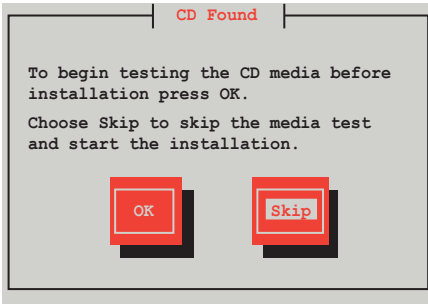 CD Found
To begin testing the CD media before
installation press OK.
Choose Skip to skip the media test
and start the installation.
OK
Skip